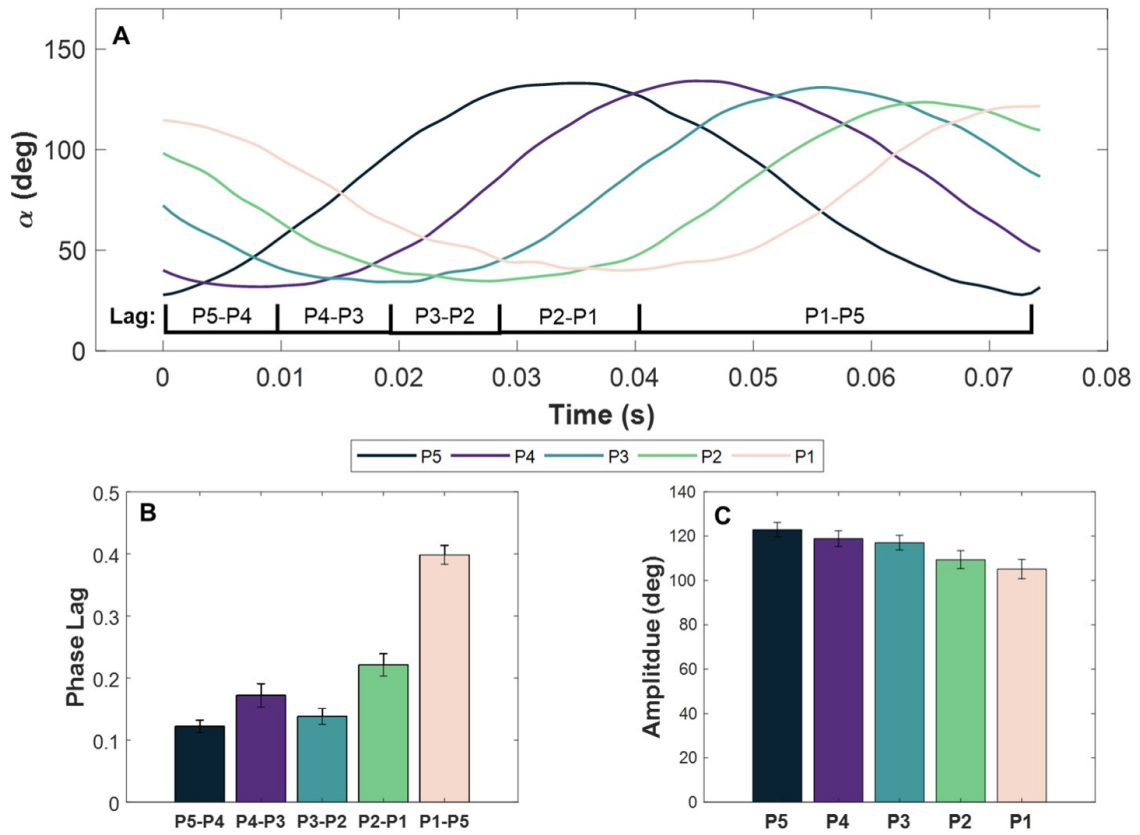 A
150
100
50
0
α (deg)
Lag: P5-P4 P4-P3 P3-P2 P2-P1 P1-P5
0 0.01 0.02 0.03 0.04 0.05 0.06 0.07 0.08
Time (s)
P5 P4 P3 P2 P1
B
0.5
0.4
0.3
0.2
0.1
0
Phase Lag
P5-P4 P4-P3 P3-P2 P2-P1 P1-P5
C
140
120
100
80
60
40
20
0
Amplitdue (deg)
P5 P4 P3 P2 P1